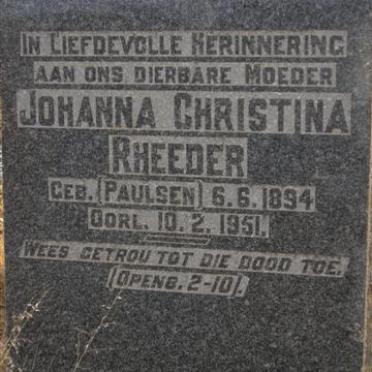 IN LIEFDEVOLLE HERINNERING
AAN ONS DIERBARE MOEDER
JOHANNA CHRISTINA
RHEEDER
GEB. (PAULSEN) 6.6.1894
OORL. 10.2.1951.
WEES GETROU TOT DIE DOOD TOE.
(OPENB. 2-10).